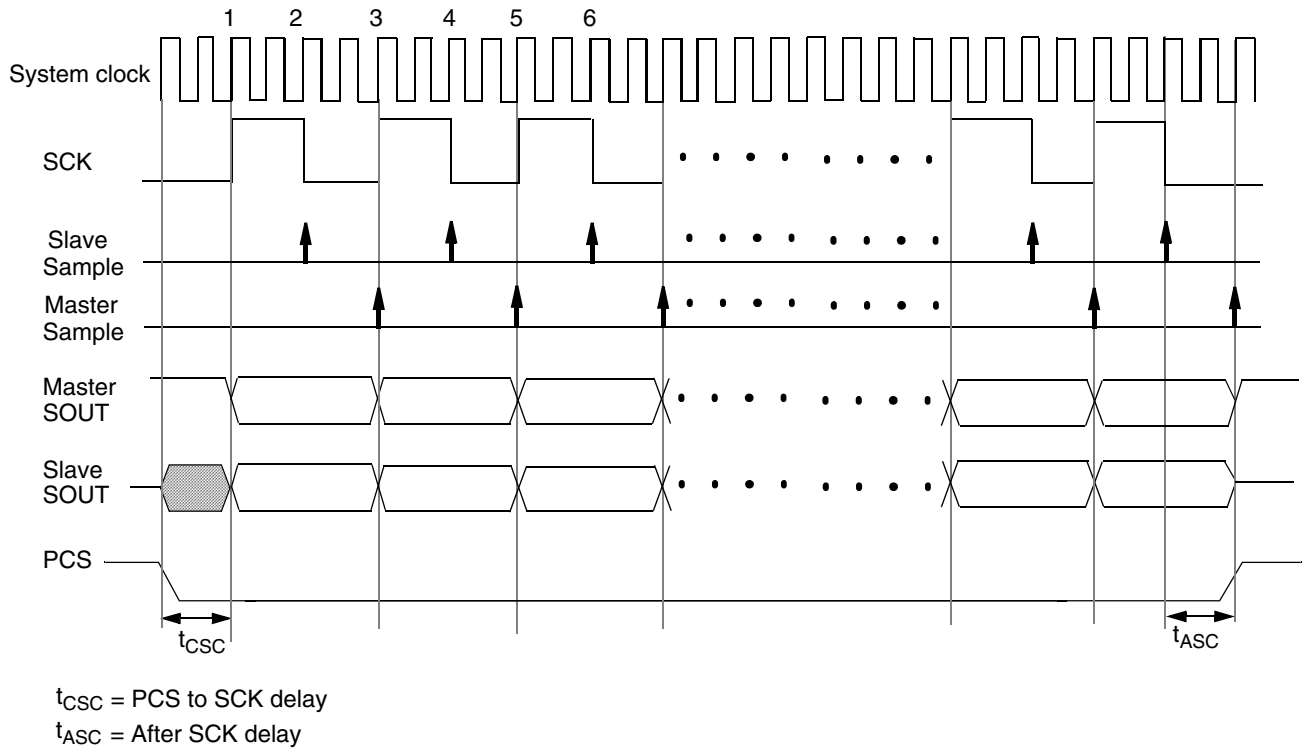 1 2 3 4 5 6
System clock
SCK
Slave
Sample
Master
Sample
Master
SOUT
Slave
SOUT
PCS
tCSC
tASC
tCSC = PCS to SCK delay
tASC = After SCK delay